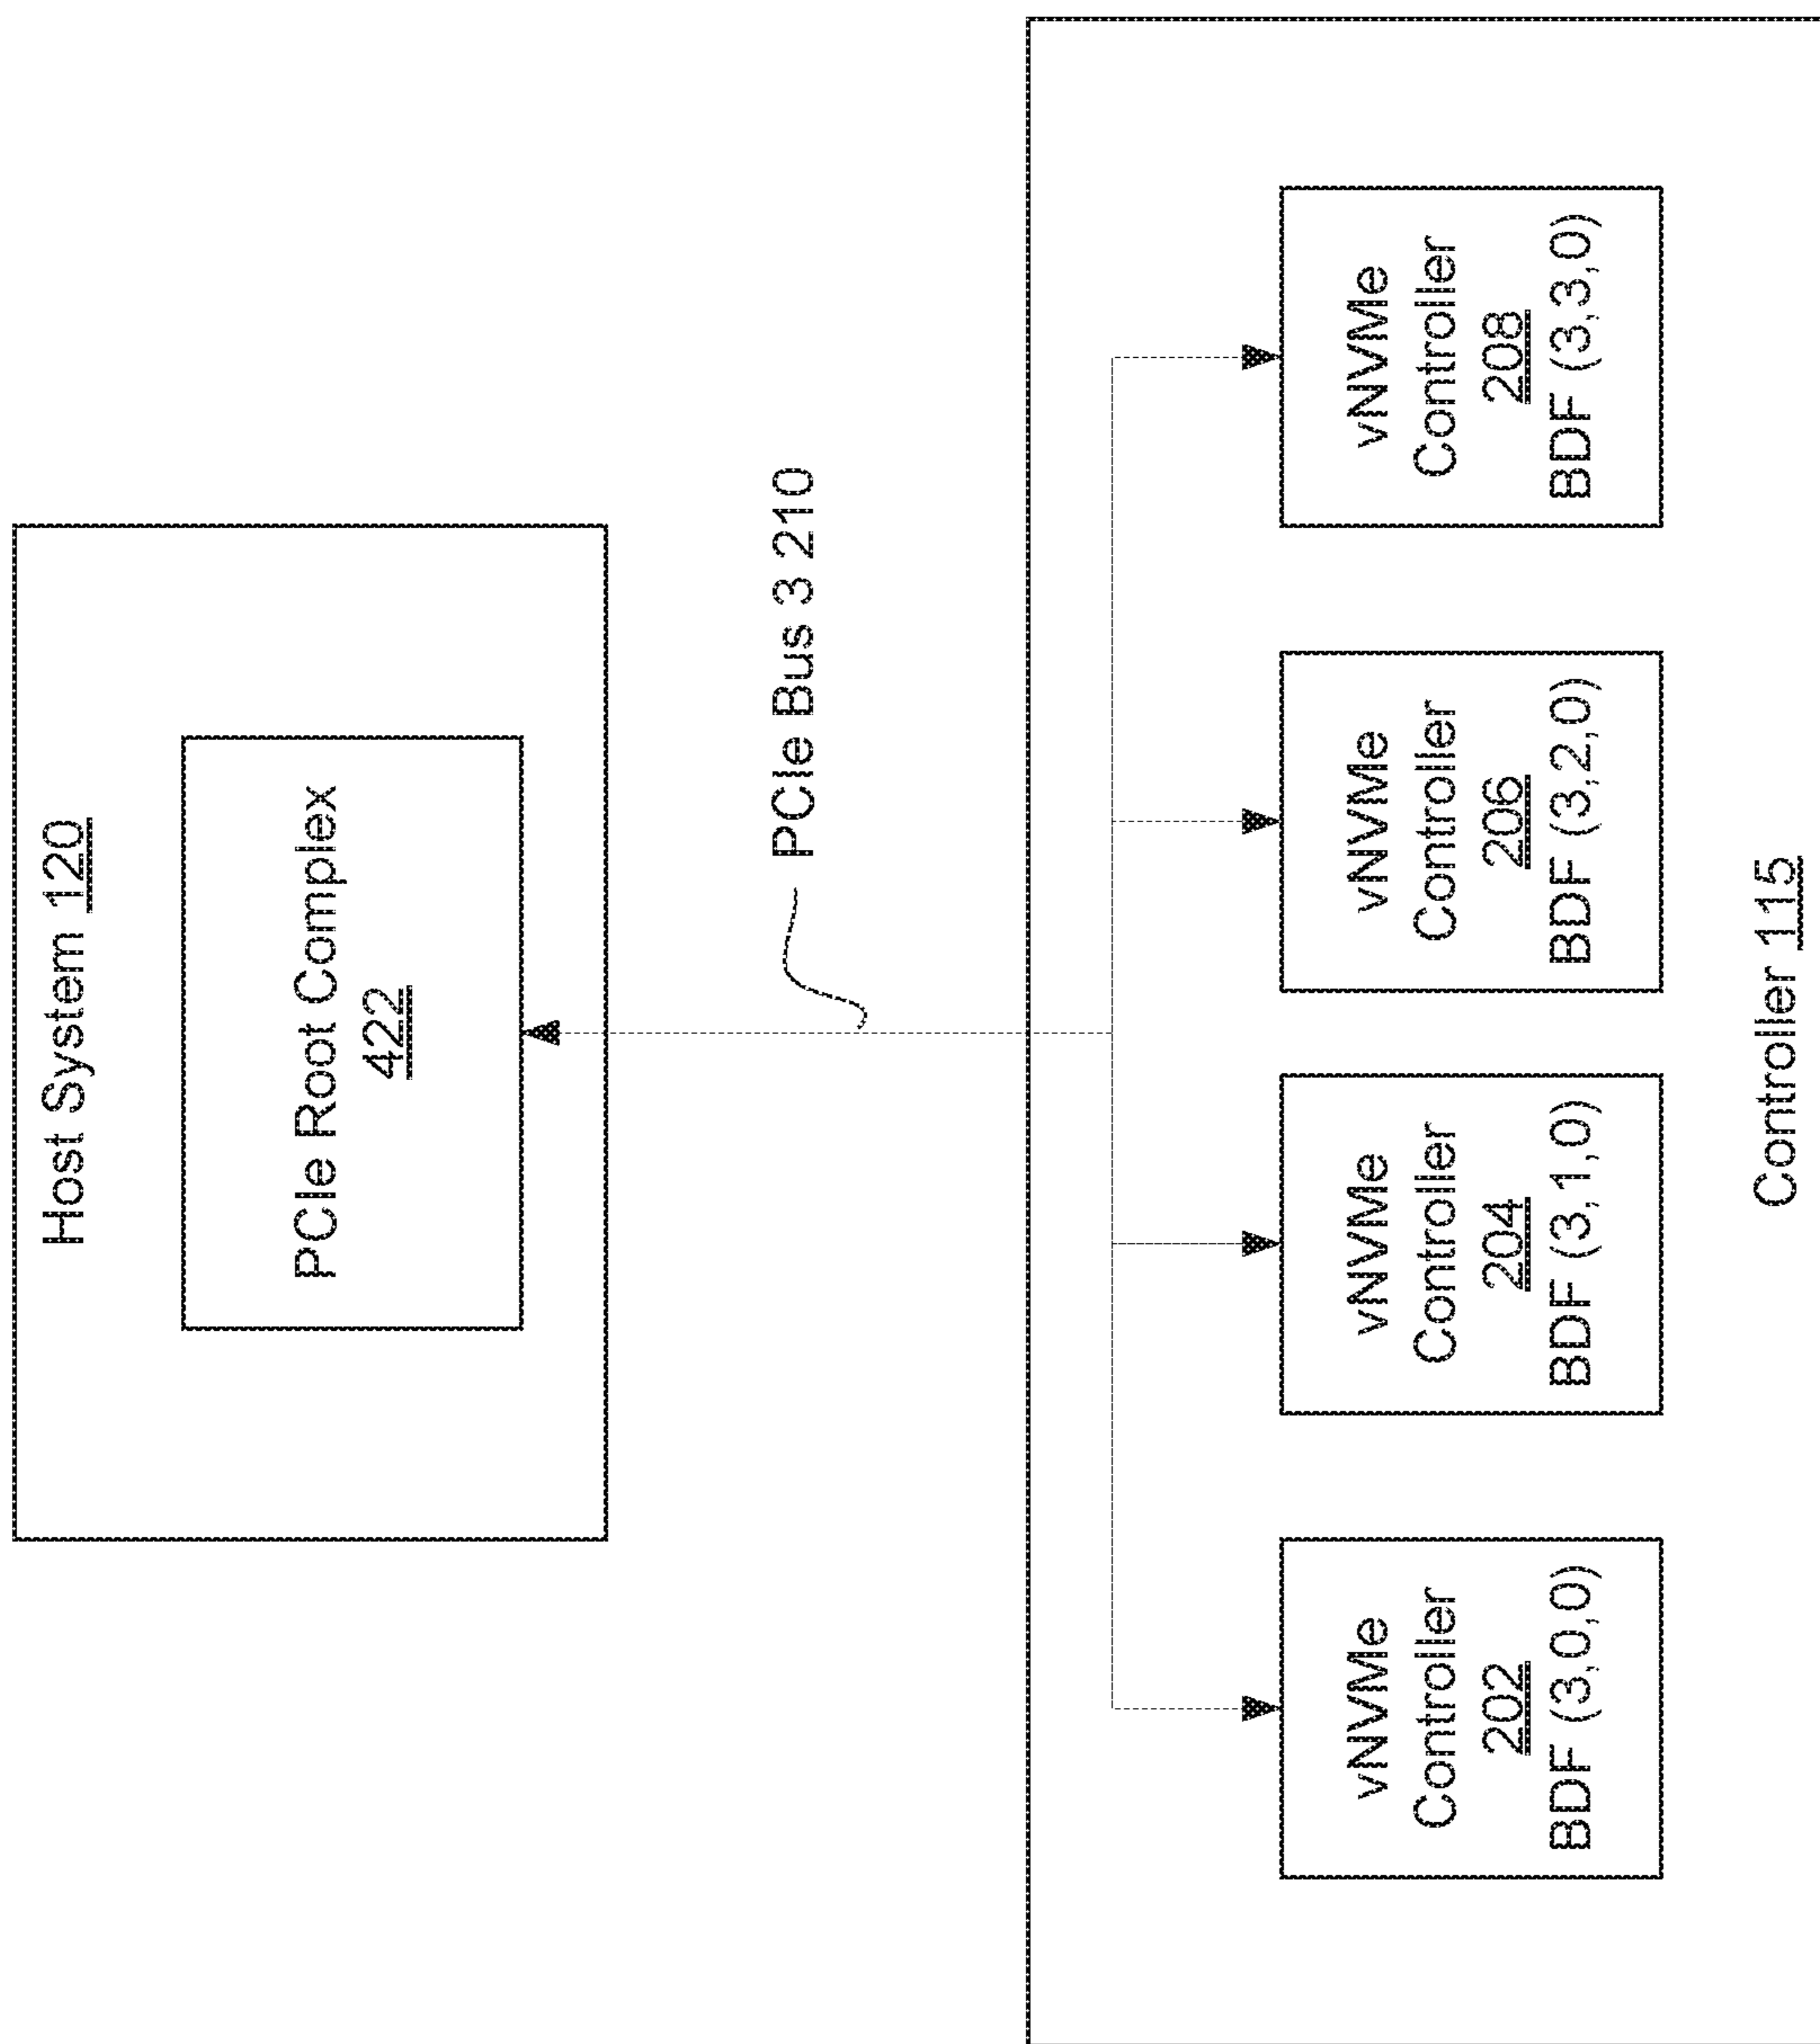 Host System 120
PCIe Root Complex
422
PCIe Bus 3 210
vNVMe
Controller
202
BDF (3,0,0)
vNVMe
Controller
204
BDF (3,1,0)
vNVMe
Controller
206
BDF (3,2,0)
vNVMe
Controller
208
BDF (3,3,0)
Controller 115